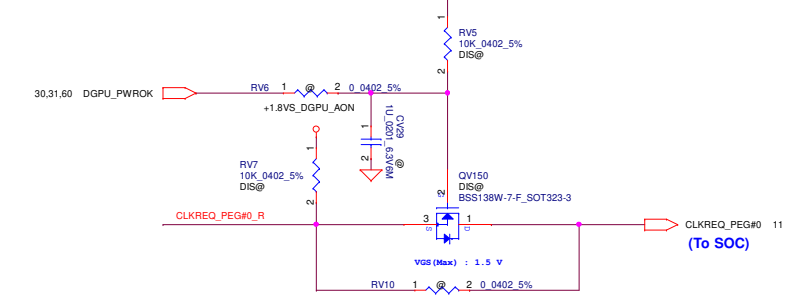 1
RV5
10K_0402_5%
DIS@
2
30,31,60 DGPU_PWROK
RV6 1 @ 2 0_0402_5%
+1.8VS_DGPU_AON
1
CV29
1U_0201_6.3V6M
@
2
1
RV7
10K_0402_5%
DIS@
2
QV150
DIS@
BSS138W-7-F_SOT323-3
2
G
CLKREQ_PEG#0_R
3
S
1
D
CLKREQ_PEG#0 11
(To SOC)
VGS(Max) : 1.5 V
RV10 1 @ 2 0_0402_5%